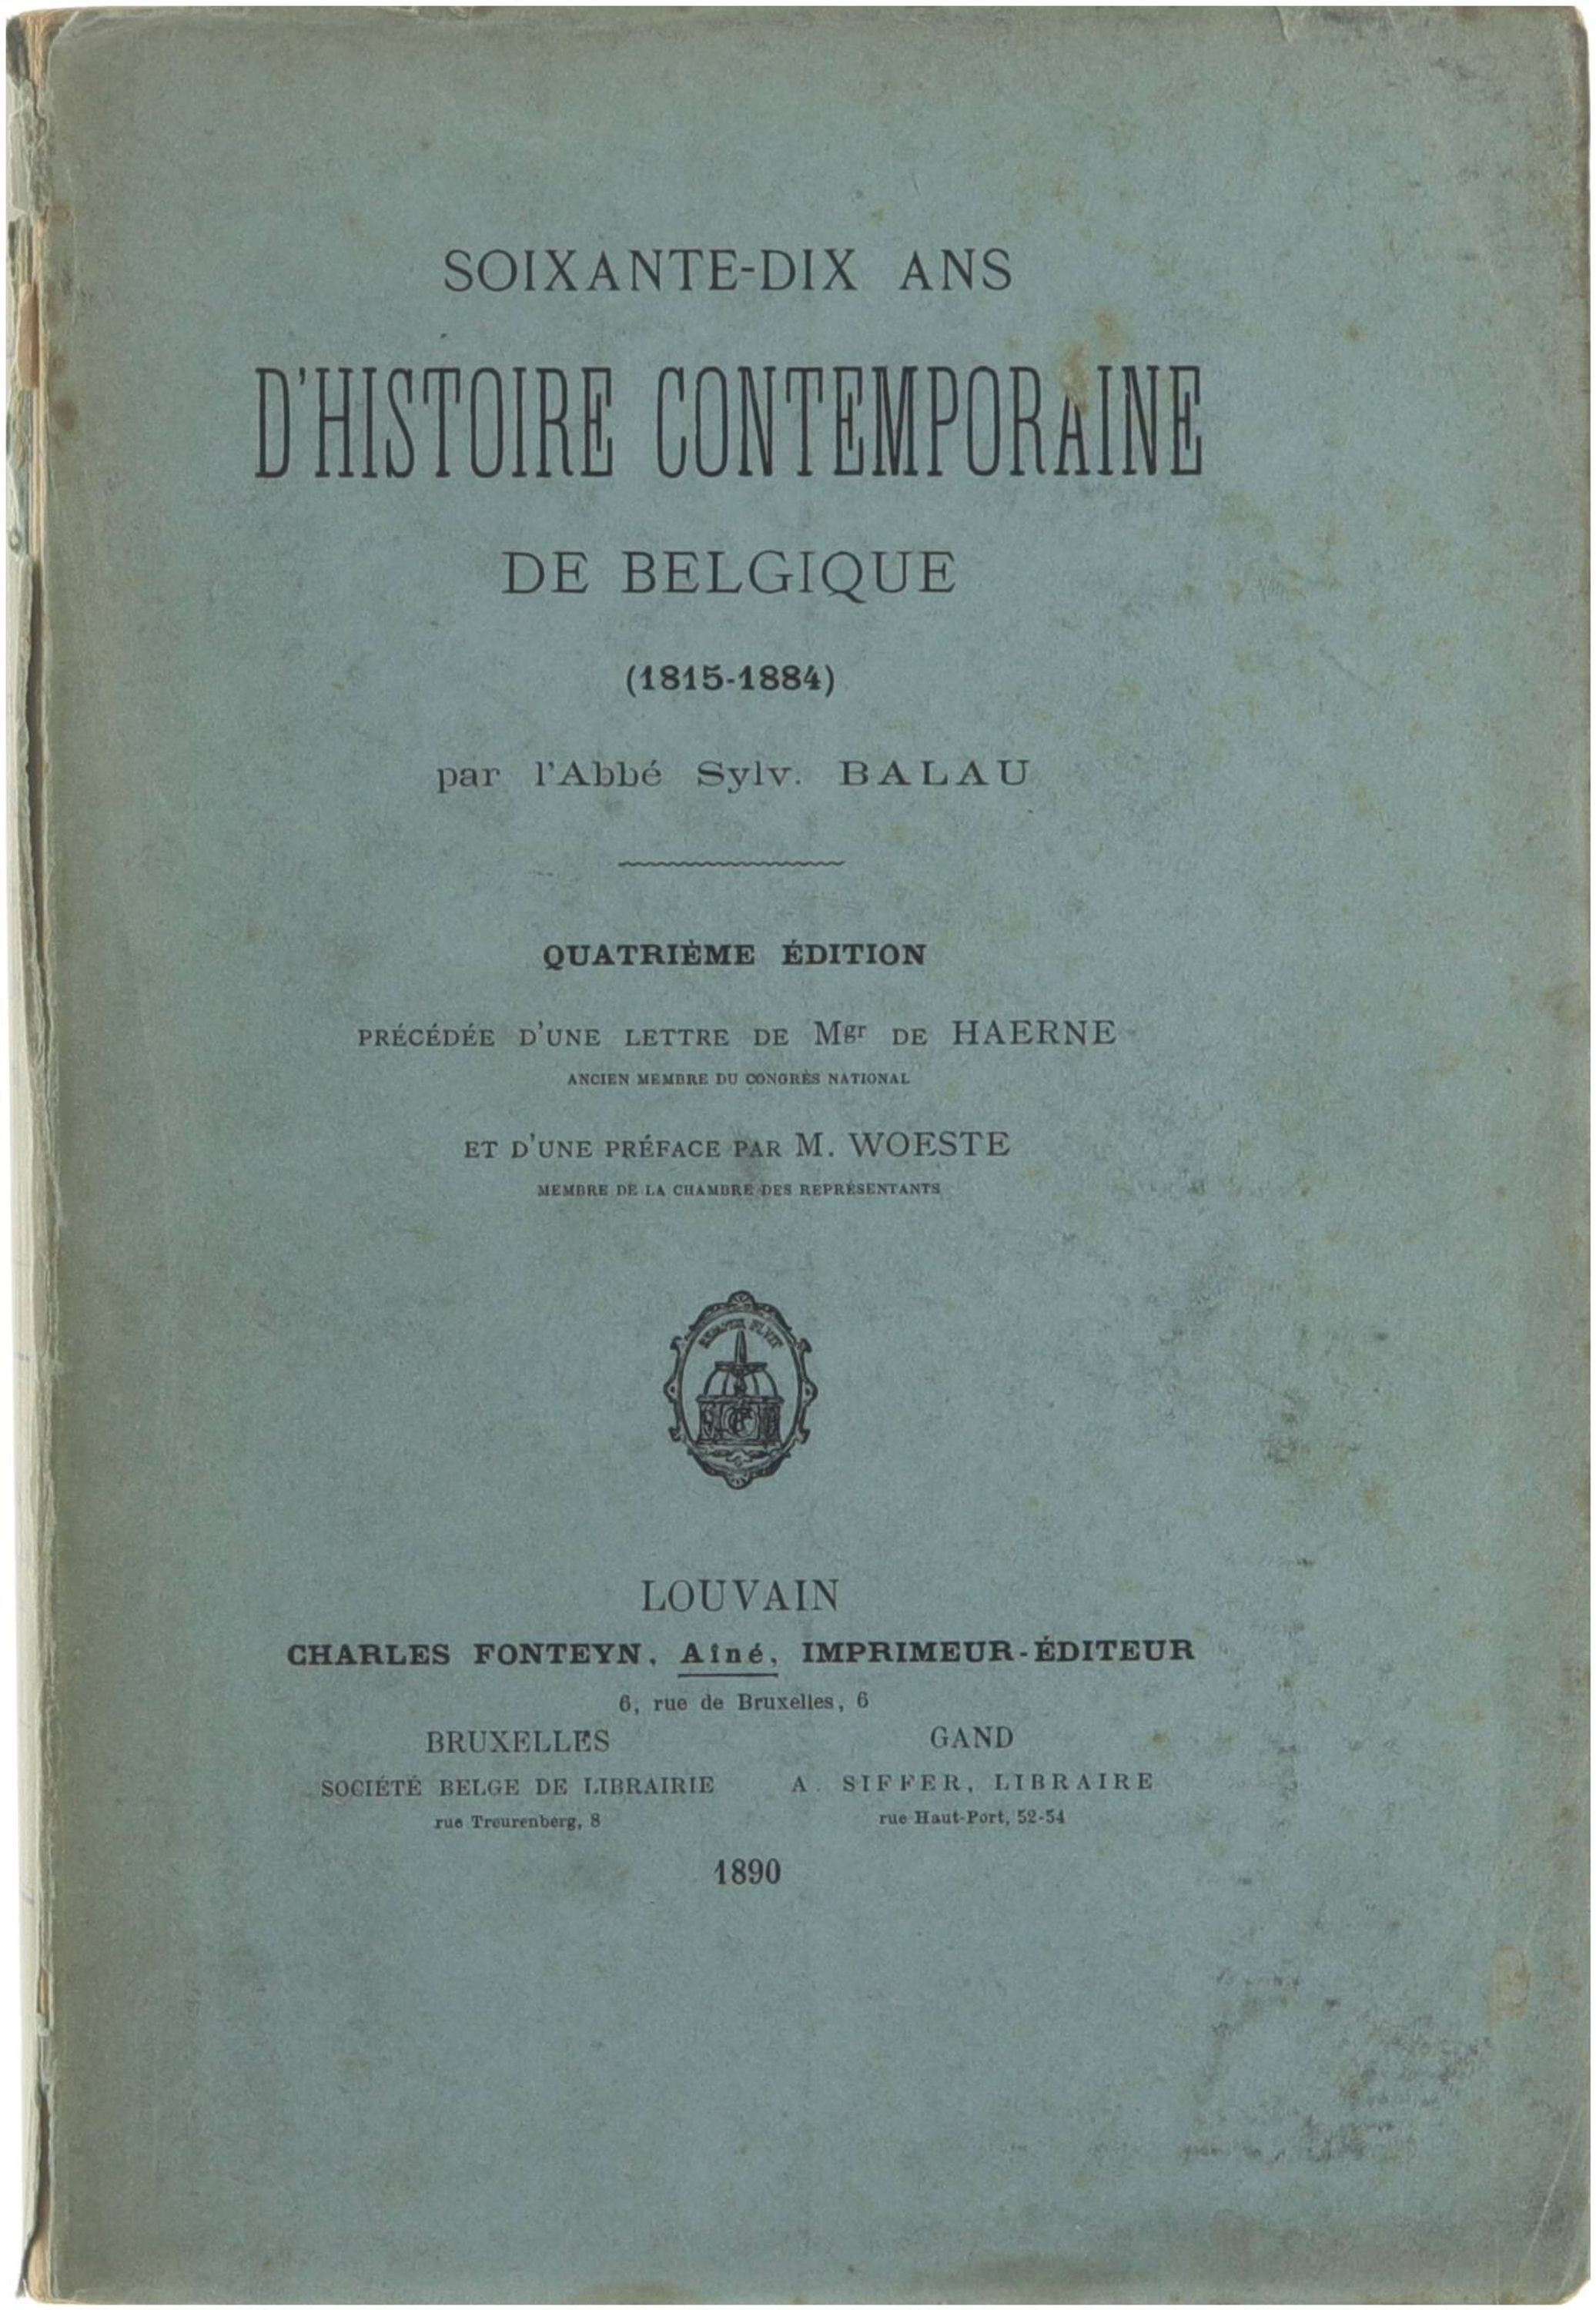 SOIXANTE-DIX ANS
D'HISTOIRE CONTEMPORAINE
DE BELGIQUE
(1815-1884)
par l'Abbé Sylv. BALAU
QUATRIÈME ÉDITION
PRÉCÉDÉE D'UNE LETTRE DE Mgr DE HAERNE
ANCIEN MEMBRE DU CONGRÈS NATIONAL
ET D'UNE PRÉFACE PAR M. WOESTE
MEMBRE DE LA CHAMBRE DES REPRÉSENTANTS
LOUVAIN
CHARLES FONTEYN, Aîné, IMPRIMEUR-ÉDITEUR
6, rue de Bruxelles, 6
BRUXELLES
SOCIÉTÉ BELGE DE LIBRAIRIE
rue Treurenberg, 8
GAND
A. SIFFER, LIBRAIRE
rue Haut-Port, 52-54
1890